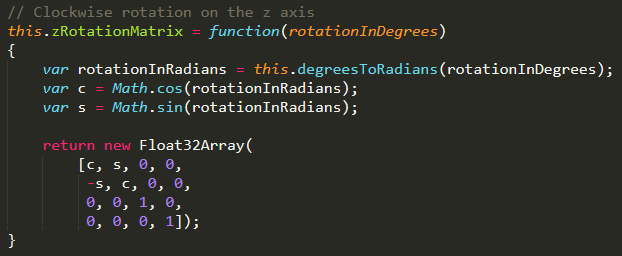 // Clockwise rotation on the z axis
this.zRotationMatrix = function(rotationInDegrees)
{
    var rotationInRadians = this.degreesToRadians(rotationInDegrees);
    var c = Math.cos(rotationInRadians);
    var s = Math.sin(rotationInRadians);

    return new Float32Array(
        [c, s, 0, 0,
         -s, c, 0, 0,
         0, 0, 1, 0,
         0, 0, 0, 1]);
}